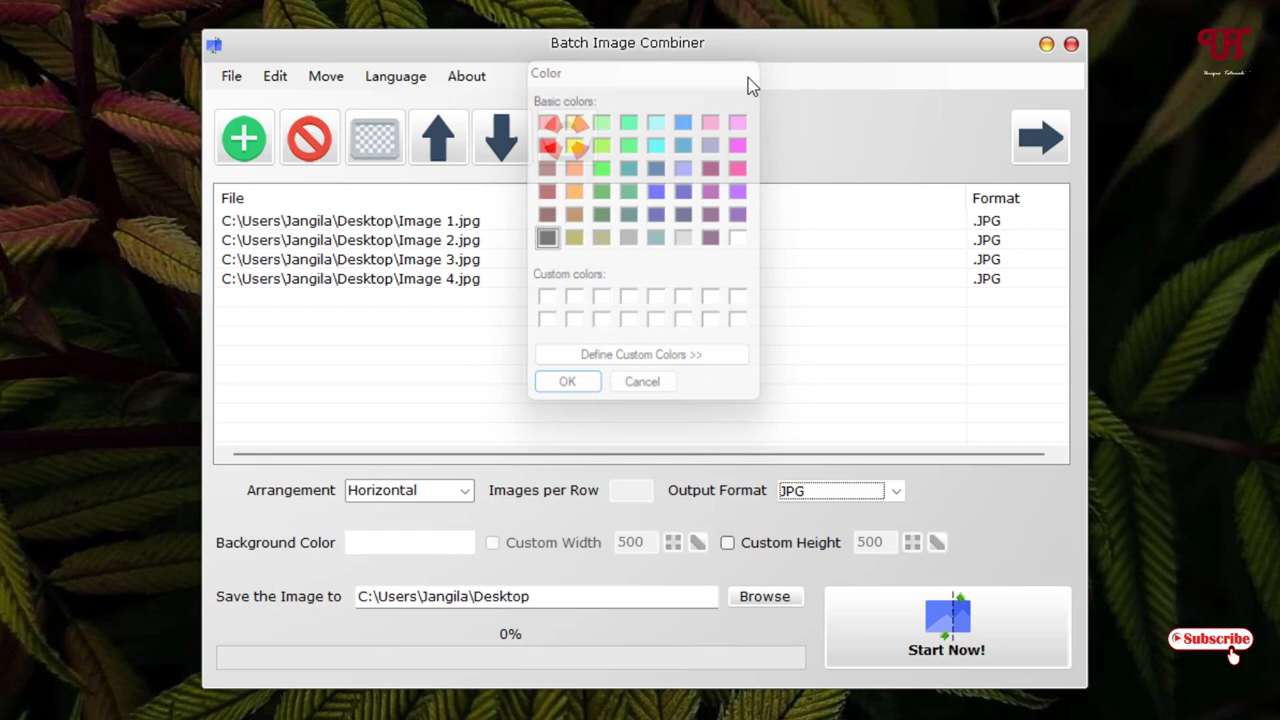 Batch Image Combiner
UT
Unique Tutorials
File Edit Move Language About
Color
Basic colors:
File Format
C:\Users\Jangila\Desktop\Image 1.jpg .JPG
C:\Users\Jangila\Desktop\Image 2.jpg .JPG
C:\Users\Jangila\Desktop\Image 3.jpg .JPG
C:\Users\Jangila\Desktop\Image 4.jpg .JPG
Custom colors:
Define Custom Colors >>
OK Cancel
Arrangement Horizontal Images per Row Output Format JPG
Background Color Custom Width 500 Custom Height 500
Save the Image to C:\Users\Jangila\Desktop Browse
0%
Start Now!
Subscribe